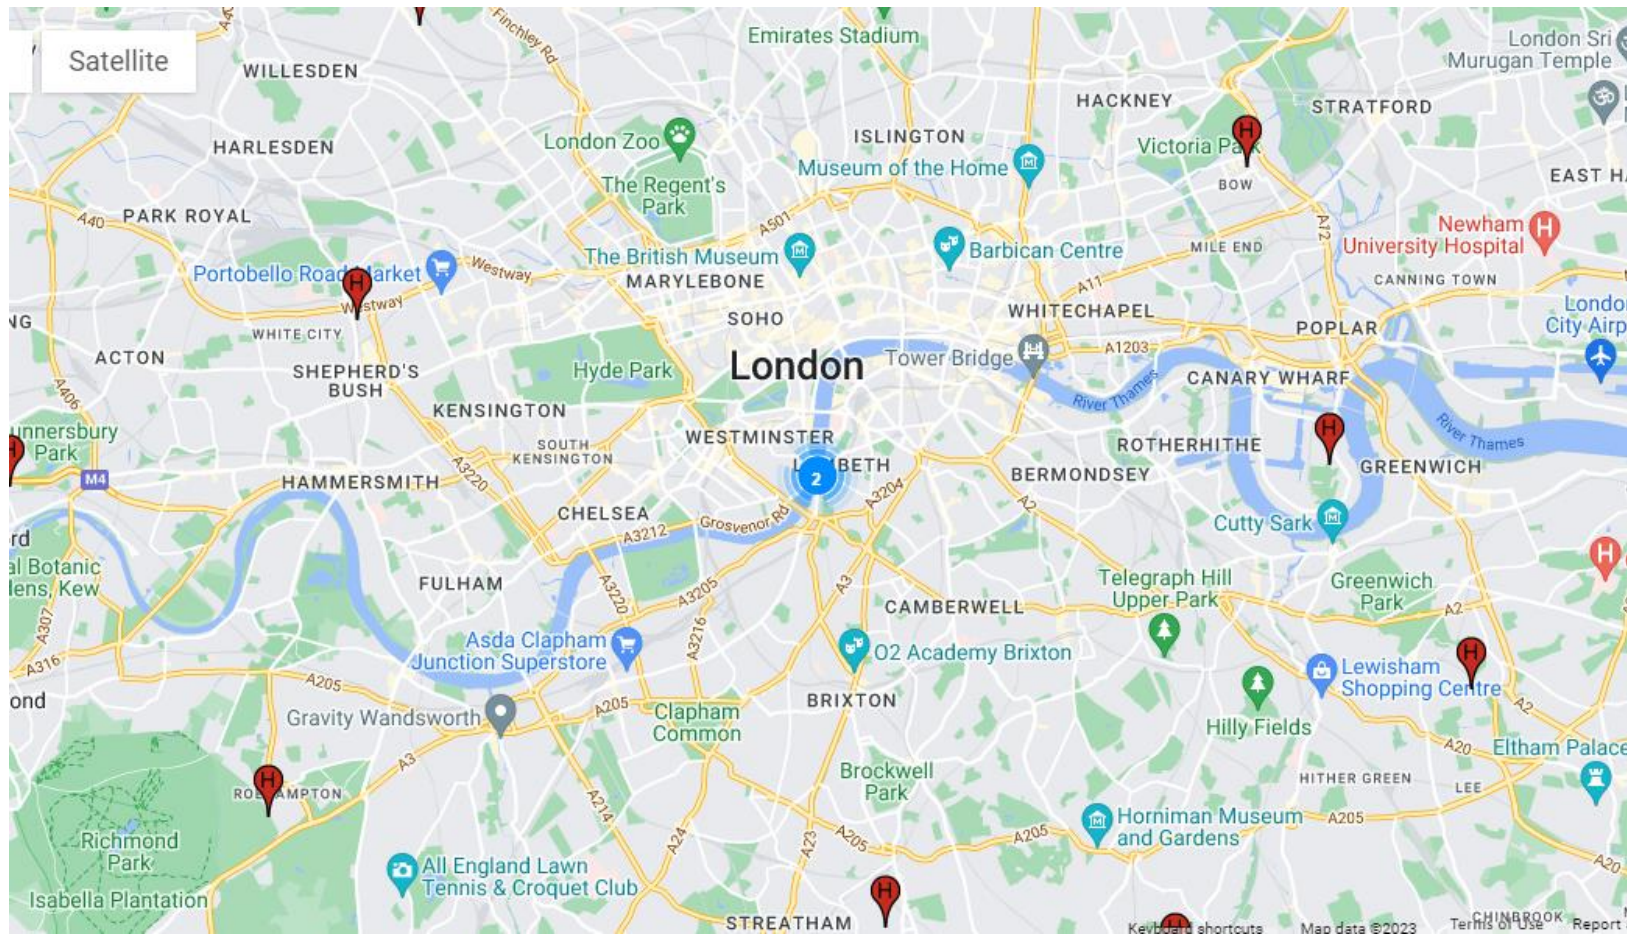 Emirates Stadium
London Sri
Murugan Temple
Finchley Rd
Satellite
WILLESDEN
HACKNEY
STRATFORD
London Zoo
ISLINGTON
HARLESDEN
Museum of the Home
Victoria Park
BOW
EAST H
The Regent's
Park
PARK ROYAL
A40
A501
A12
Newham
University Hospital
The British Museum
Barbican Centre
MILE END
Portobello Road Market
Westway
MARYLEBONE
A11
CANNING TOWN
Westway
WHITE CITY
SOHO
WHITECHAPEL
POPLAR
Londo
City Airp
NG
ACTON
SHEPHERD'S
BUSH
Hyde Park
London
Tower Bridge
A1203
CANARY WHARF
River Thames
A406
KENSINGTON
unnersbury
Park
SOUTH
KENSINGTON
WESTMINSTER
ROTHERHITHE
River Thames
M4
HAMMERSMITH
A3220
2
BERMONDSEY
GREENWICH
A3204
A2
CHELSEA
A3212
Grosvenor Rd
Cutty Sark
rd
al Botanic
dens, Kew
FULHAM
A3220
A3205
A3
CAMBERWELL
Telegraph Hill
Upper Park
Greenwich
Park
A2
A307
A316
Asda Clapham
Junction Superstore
A3216
O2 Academy Brixton
Lewisham
Shopping Centre
ond
A205
Gravity Wandsworth
A205
Clapham
Common
BRIXTON
Hilly Fields
A2
A20
Eltham Palace
A3
ROEHAMPTON
Brockwell
Park
HITHER GREEN
LEE
A214
A24
A23
A205
A205
Horniman Museum
and Gardens
A205
Richmond
Park
Isabella Plantation
All England Lawn
Tennis & Croquet Club
A20
STREATHAM
CHINBROOK
Keyboard shortcuts
Map data ©2023
Terms of Use
Report